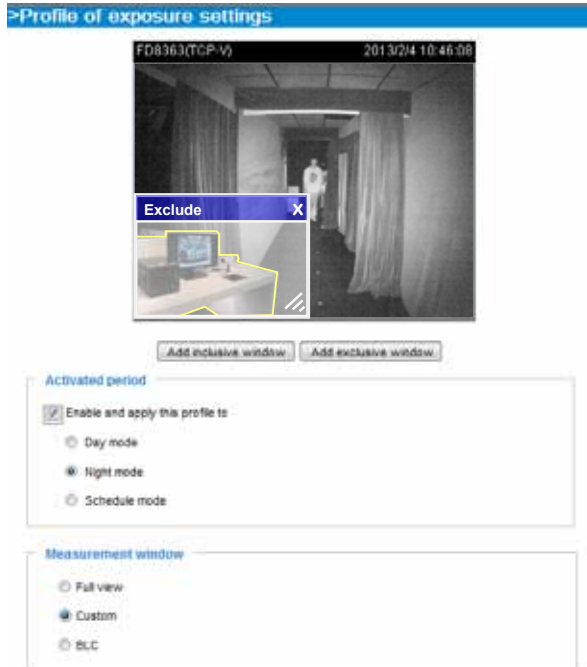 >Profile of exposure settings
FD8363(TCP-V) 2013/2/4 10:46:08
Exclude X
Add inclusive window Add exclusive window
Activated period
Enable and apply this profile to
Day mode
Night mode
Schedule mode
Measurement window
Full view
Custom
BLC